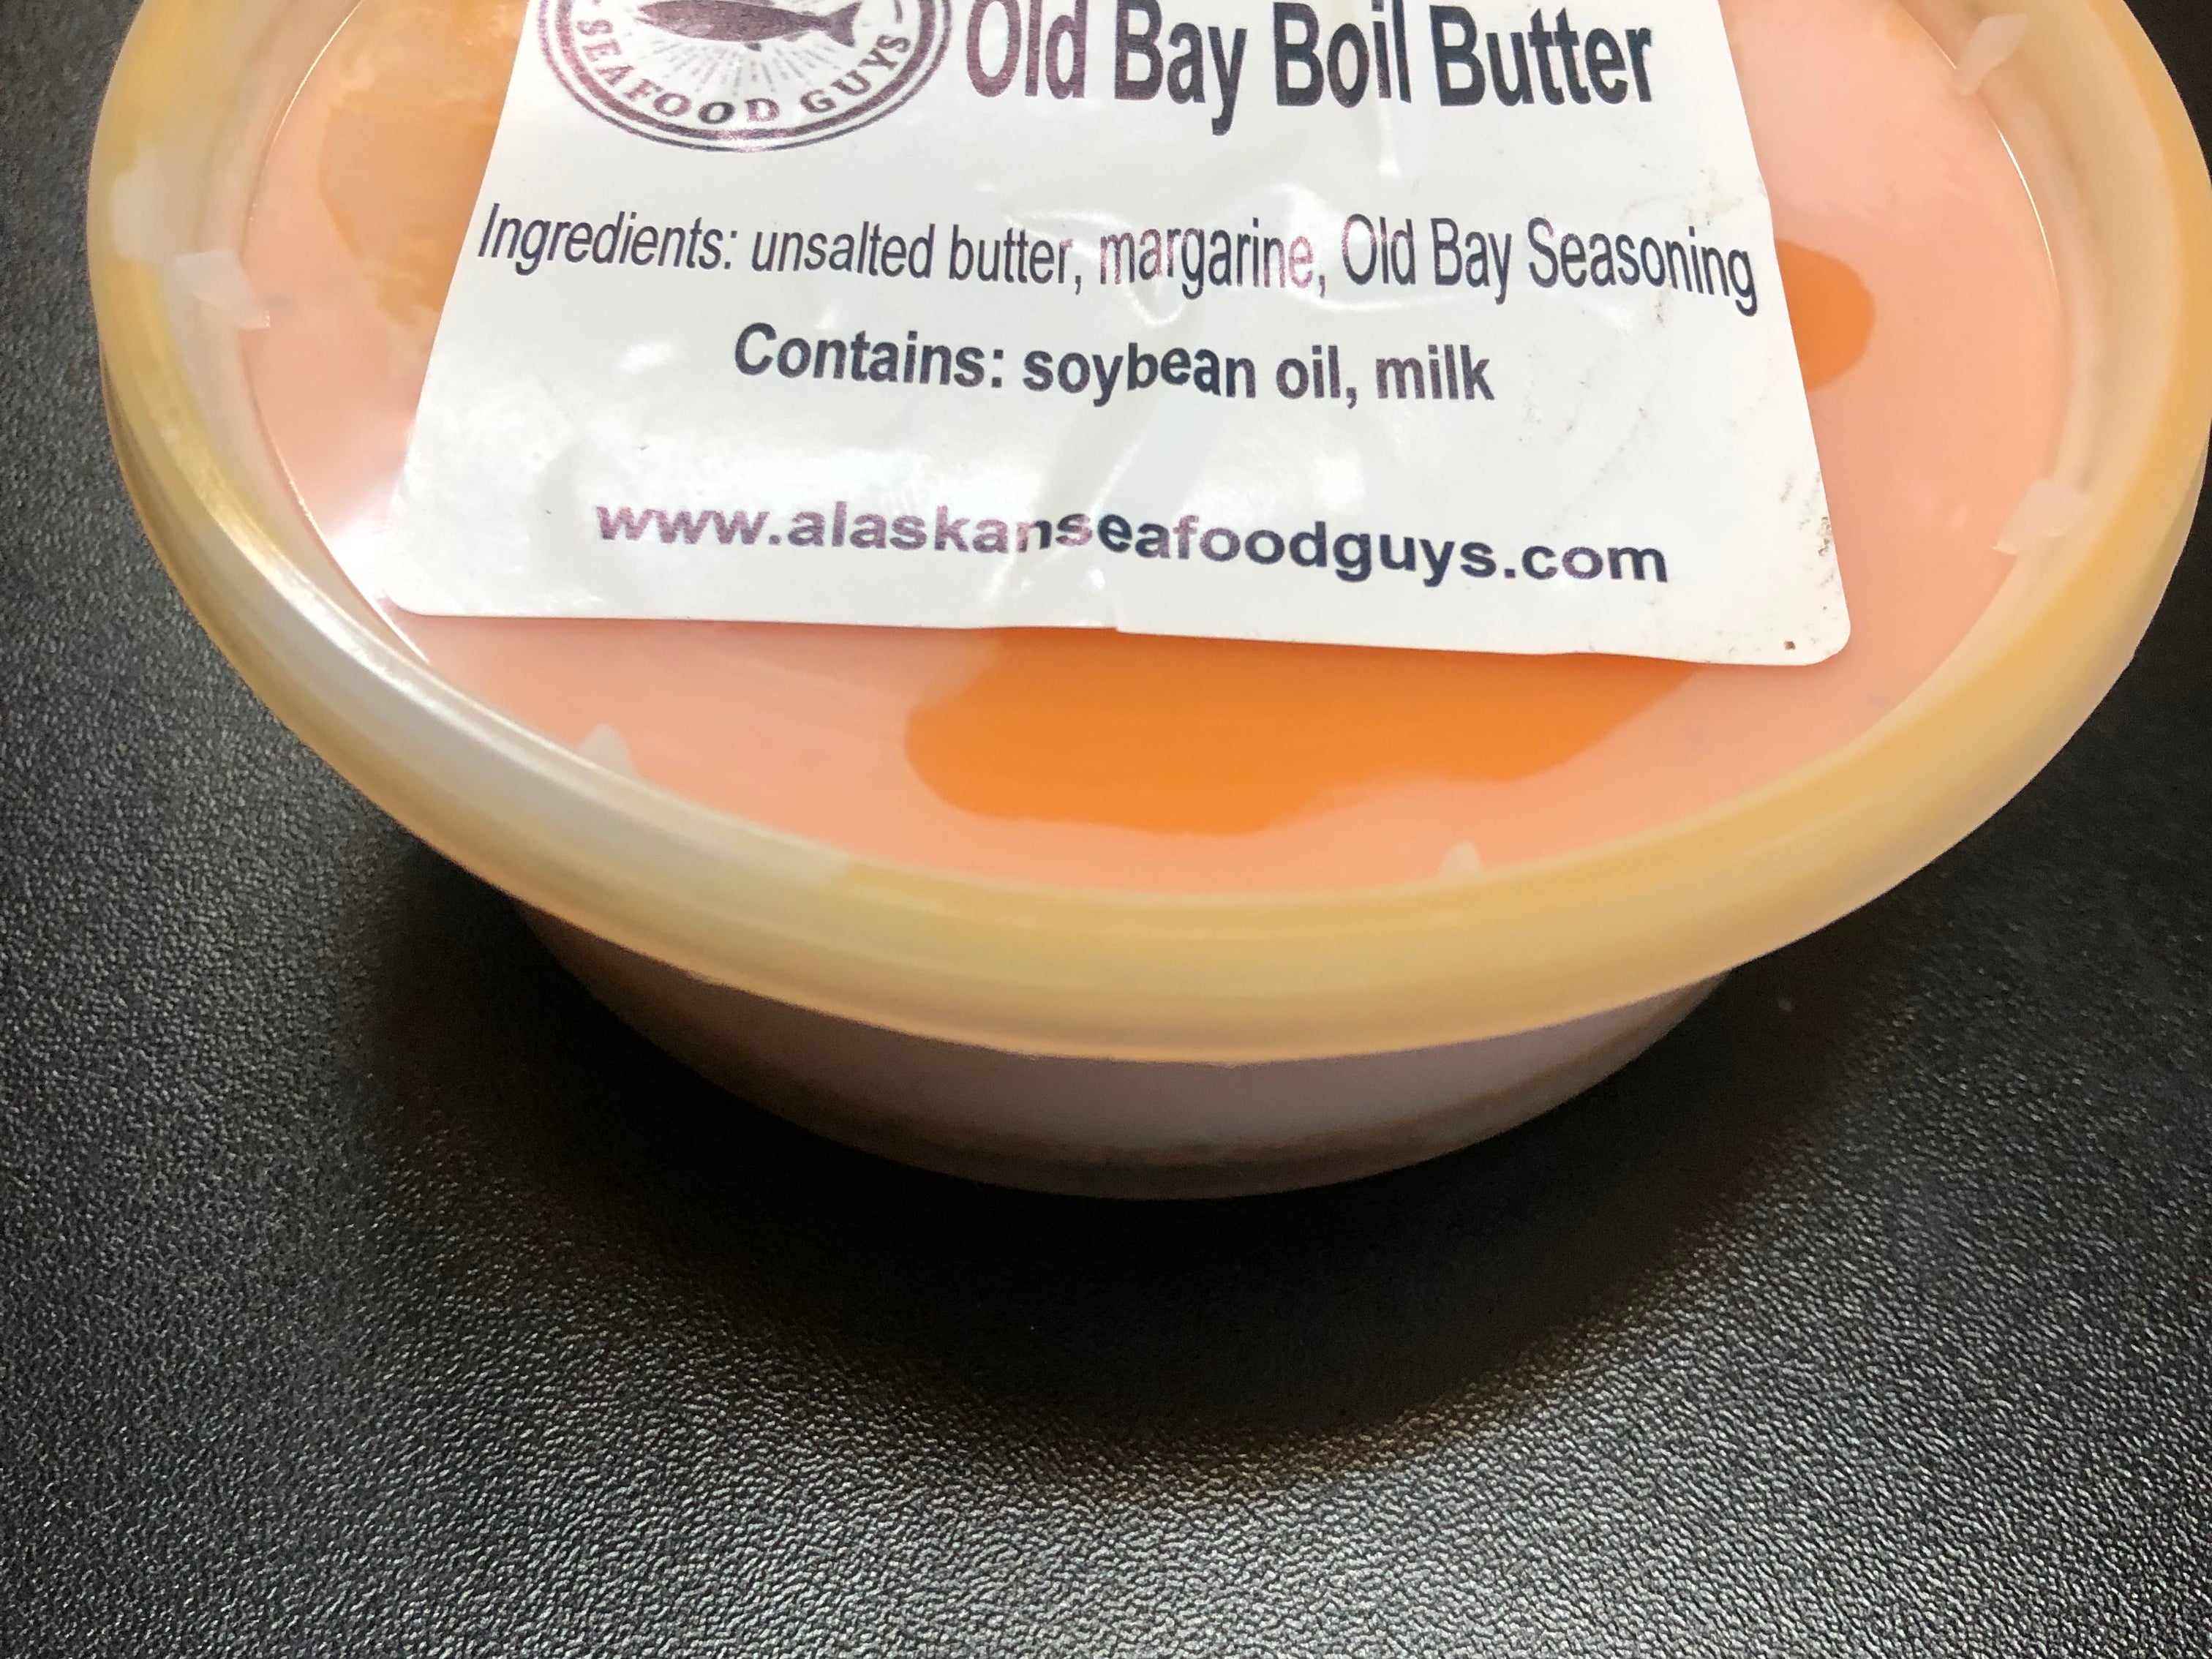 SEAFOOD GUYS
Old Bay Boil Butter
Ingredients: unsalted butter, margarine, Old Bay Seasoning
Contains: soybean oil, milk
www.alaskanseafoodguys.com